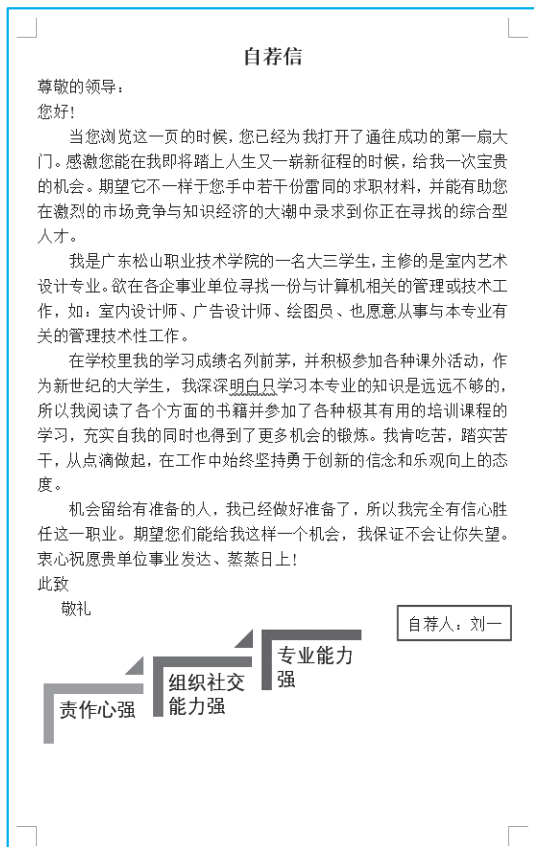 自荐信
尊敬的领导：
您好！
当您浏览这一页的时候，您已经为我打开了通往成功的第一扇大
门。感激您能在我即将踏上人生又一崭新征程的时候，给我一次宝贵
的机会。期望它不一样于您手中若干份雷同的求职材料，并能有助您
在激烈的市场竞争与知识经济的大潮中录求到你正在寻找的综合型
人才。
我是广东松山职业技术学院的一名大三学生，主修的是室内艺术
设计专业。欲在各企事业单位寻找一份与计算机相关的管理或技术工
作，如：室内设计师、广告设计师、绘图员、也愿意从事与本专业有
关的管理技术性工作。
在学校里我的学习成绩名列前茅，并积极参加各种课外活动，作
为新世纪的大学生，我深深明白只学习本专业的知识是远远不够的，
所以我阅读了各个方面的书籍并参加了各种极其有用的培训课程的
学习，充实自我的同时也得到了更多机会的锻炼。我肯吃苦，踏实苦
干，从点滴做起，在工作中始终坚持勇于创新的信念和乐观向上的态
度。
机会留给有准备的人，我已经做好准备了，所以我完全有信心胜
任这一职业。期望您们能给我这样一个机会，我保证不会让你失望。
衷心祝愿贵单位事业发达、蒸蒸日上！
此致
敬礼
自荐人：刘一
责作心强
组织社交
能力强
专业能力
强